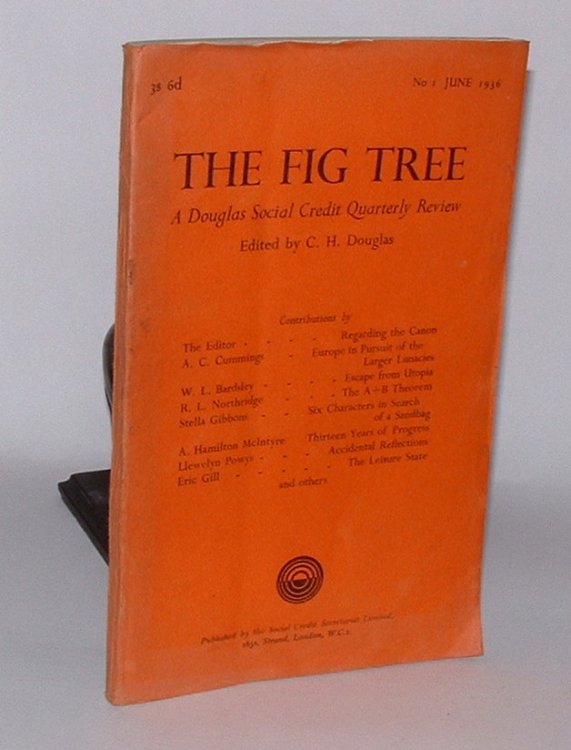 3s 6d
No 1 JUNE 1936
THE FIG TREE
A Douglas Social Credit Quarterly Review
Edited by C. H. Douglas
Contributions by
The Editor - - - - Regarding the Canon
A. C. Cummings - Europe in Pursuit of the
Larger Lunacies
W. L. Bardsley - - - - Escape from Utopia
R. L. Northridge - - - The A+B Theorem
Stella Gibbons - - Six Characters in Search
of a Sandbag
A. Hamilton McIntyre Thirteen Years of Progress
Llewelyn Powys - - - Accidental Reflections
Eric Gill - - - - - The Leisure State
and others
Published by the Social Credit Secretariat Limited,
Strand, London, W.C.2.